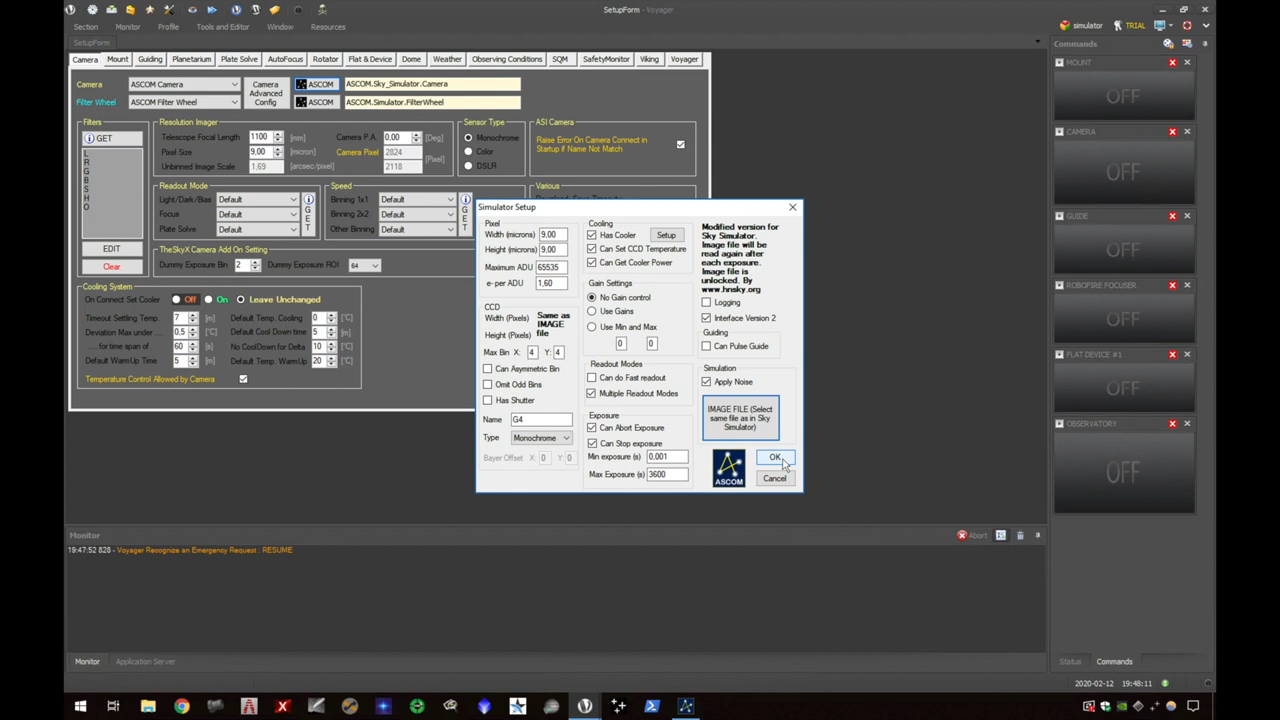 SetupForm - Voyager
Section Monitor Profile Tools and Editor Window Resources
simulator TRIAL
SetupForm
Commands
Camera Mount Guiding Planetarium Plate Solve AutoFocus Rotator Flat & Device Dome Weather Observing Conditions SQM SafetyMonitor Viking Voyager
Camera ASCOM Camera
Filter Wheel ASCOM Filter Wheel
Camera Advanced Config
ASCOM ASCOM.Sky_Simulator.Camera
ASCOM ASCOM.Simulator.FilterWheel
Filters
GET
L
R
G
B
S
H
O
EDIT
Clear
Resolution Imager
Telescope Focal Length 1100 [mm] Camera P.A. 0,00 [Deg]
Pixel Size 9,00 [micron] Camera Pixel 2824
Unbinned Image Scale 1,69 [arcsec/pixel] 2118 [Pixel]
Sensor Type
Monochrome
Color
DSLR
ASI Camera
Raise Error On Camera Connect in Startup if Name Not Match
Readout Mode
Light/Dark/Bias Default
Focus Default
Plate Solve Default
GET
Speed
Binning 1x1 Default
Binning 2x2 Default
Other Binning Default
GET
Various
TheSkyX Camera Add On Setting
Dummy Exposure Bin 2 Dummy Exposure ROI 64
Cooling System
On Connect Set Cooler Off On Leave Unchanged
Timeout Settling Temp. 7 [m] Default Temp. Cooling 0 [°C]
Deviation Max under .... 0,5 [°C] Default Cool Down time 5 [m]
.... for time span of 60 [s] No CoolDown for Delta 10 [°C]
Default WarmUp Time 5 [m] Default Temp. WarmUp 20 [°C]
Temperature Control Allowed by Camera
Simulator Setup
Pixel
Width (microns) 9,00
Height (microns) 9,00
Maximum ADU 65535
e- per ADU 1,60
CCD
Width (Pixels)
Height (Pixels)
Same as IMAGE file
Max Bin X: 4 Y: 4
Can Asymmetric Bin
Omit Odd Bins
Has Shutter
Name G4
Type Monochrome
Bayer Offset X: 0 Y: 0
Cooling
Has Cooler Setup
Can Set CCD Temperature
Can Get Cooler Power
Gain Settings
No Gain control
Use Gains
Use Min and Max
0 0
Readout Modes
Can do Fast readout
Multiple Readout Modes
Exposure
Can Abort Exposure
Can Stop exposure
Min exposure (s) 0.001
Max Exposure (s) 3600
Modified version for
Sky Simulator.
Image file will be
read again after
each exposure.
Image file is
unlocked. By
www.hnsky.org
Logging
Interface Version 2
Guiding
Can Pulse Guide
Simulation
Apply Noise
IMAGE FILE (Select
same file as in Sky
Simulator)
ASCOM
OK
Cancel
MOUNT
OFF
CAMERA
OFF
GUIDE
OFF
ROBOFIRE FOCUSER
OFF
FLAT DEVICE #1
OFF
OBSERVATORY
OFF
Monitor
Abort
19:47:52 828 - Voyager Recognize an Emergency Request : RESUME
Monitor Application Server
Status Commands
2020-02-12 19:48:11